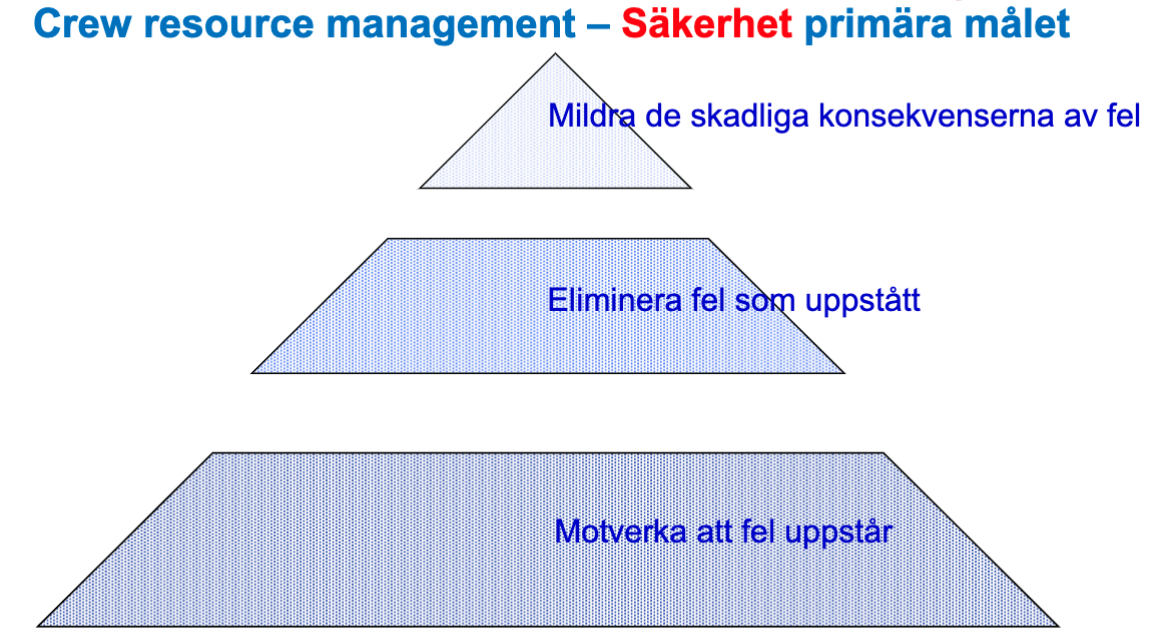 Crew resource management – Säkerhet primära målet
Mildra de skadliga konsekvenserna av fel
Eliminera fel som uppstått
Motverka att fel uppstår